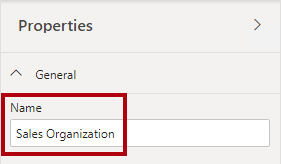 Properties
General
Name
Sales Organization